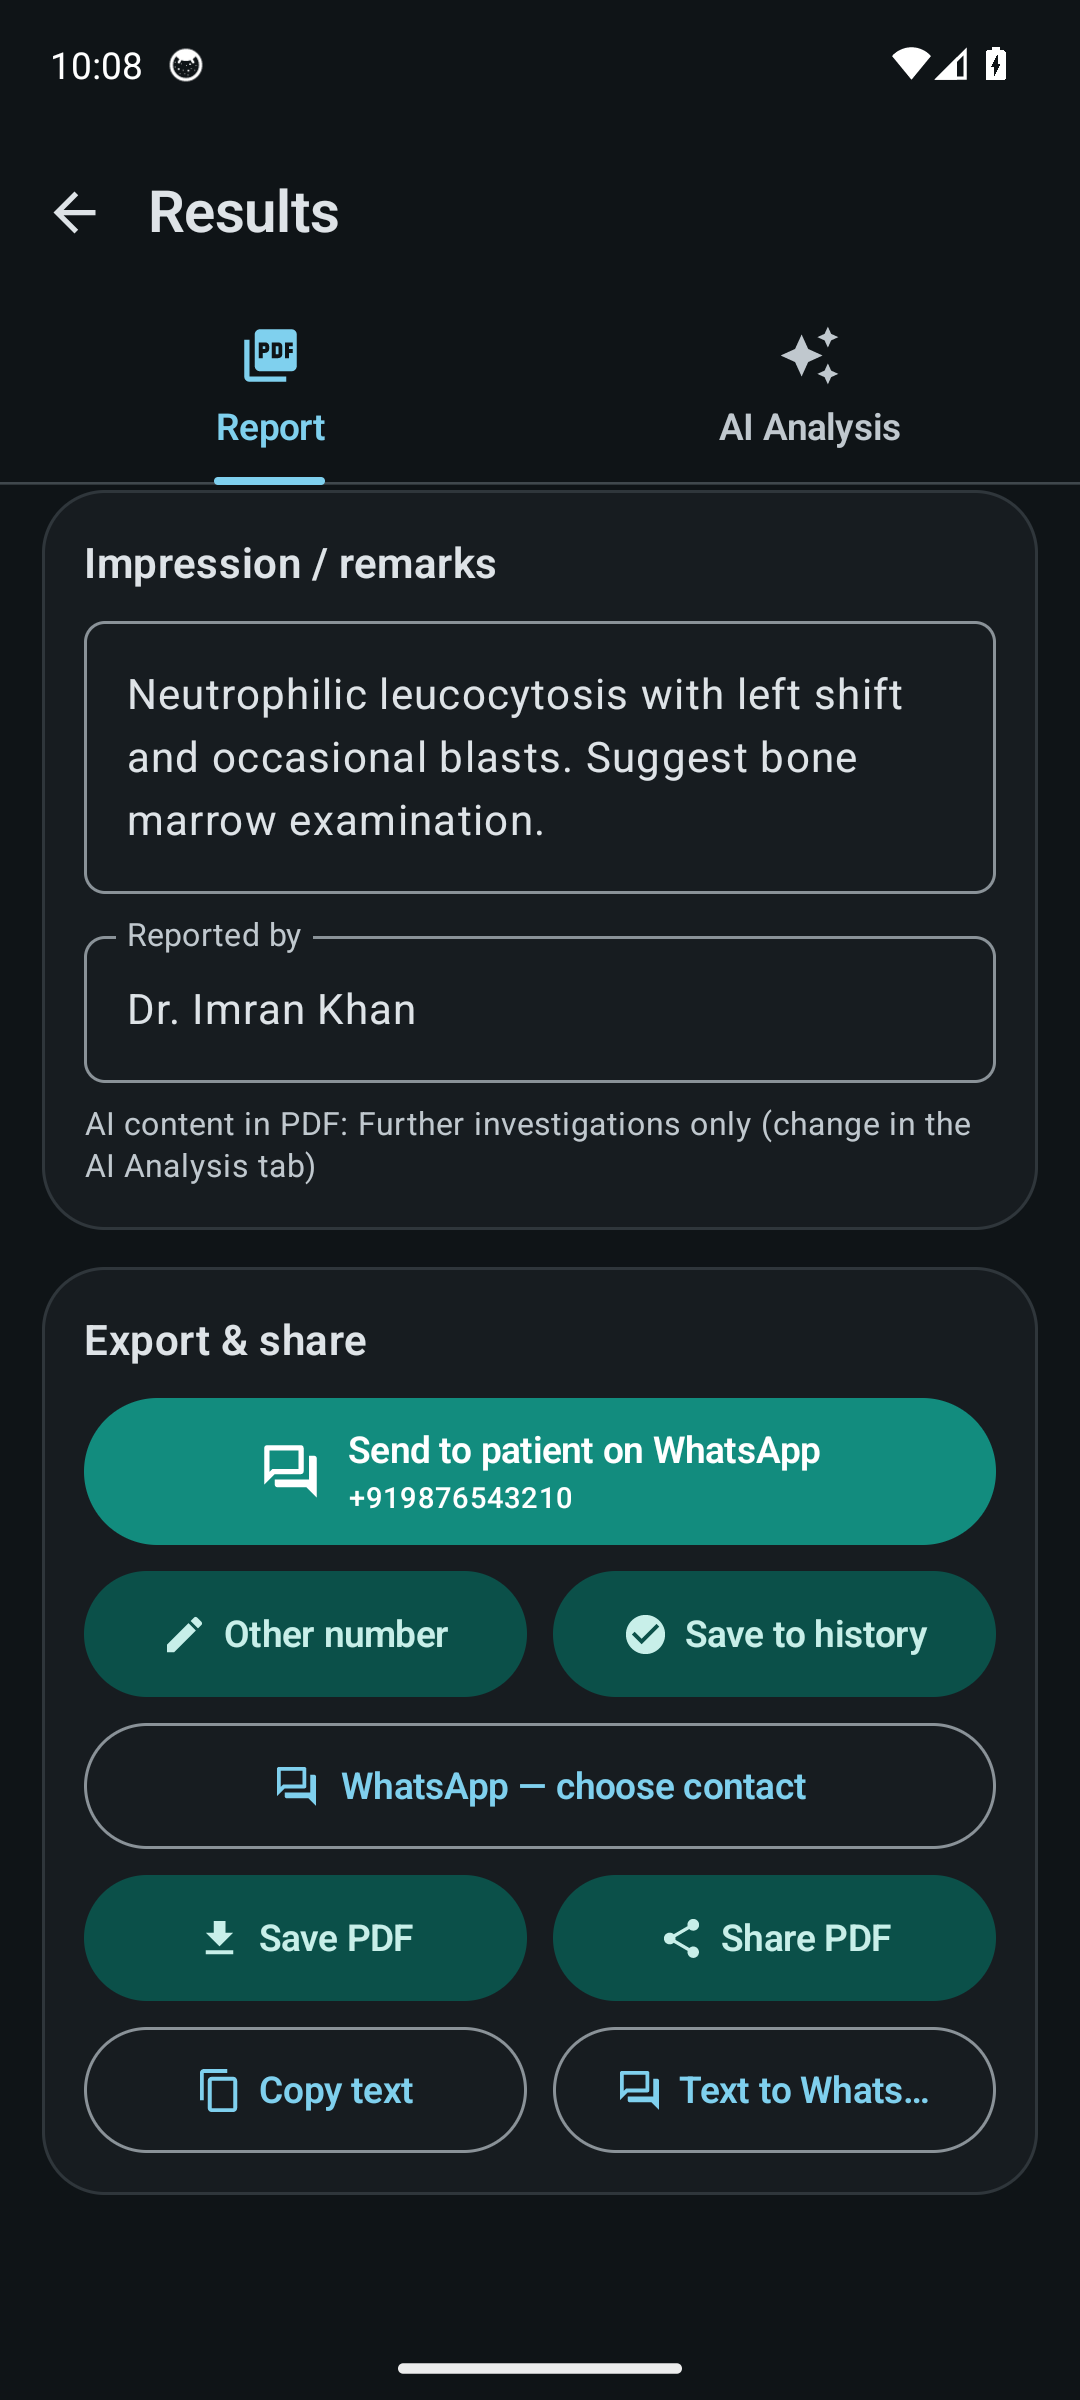 10:08
Results
PDF
Report
AI Analysis
Impression / remarks
Neutrophilic leucocytosis with left shift
and occasional blasts. Suggest bone
marrow examination.
Reported by
Dr. Imran Khan
AI content in PDF: Further investigations only (change in the
AI Analysis tab)
Export & share
Send to patient on WhatsApp
+919876543210
Other number
Save to history
WhatsApp — choose contact
Save PDF
Share PDF
Copy text
Text to Whats...